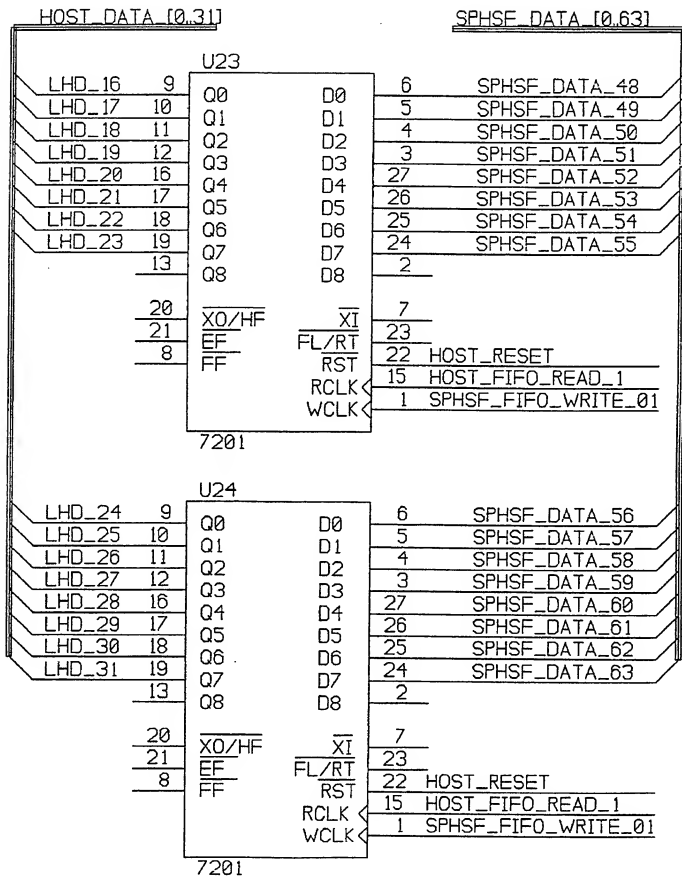 HOST_DATA_[0..31] SPHSF_DATA_[0..63]
U23
LHD_16 9 Q0 D0 6 SPHSF_DATA_48
LHD_17 10 Q1 D1 5 SPHSF_DATA_49
LHD_18 11 Q2 D2 4 SPHSF_DATA_50
LHD_19 12 Q3 D3 3 SPHSF_DATA_51
LHD_20 16 Q4 D4 27 SPHSF_DATA_52
LHD_21 17 Q5 D5 26 SPHSF_DATA_53
LHD_22 18 Q6 D6 25 SPHSF_DATA_54
LHD_23 19 Q7 D7 24 SPHSF_DATA_55
13 Q8 D8 2
20 XO/HF XI 7
21 EF FL/RT 23
8 FF RST 22 HOST_RESET
RCLK 15 HOST_FIFO_READ_1
WCLK 1 SPHSF_FIFO_WRITE_01
7201
U24
LHD_24 9 Q0 D0 6 SPHSF_DATA_56
LHD_25 10 Q1 D1 5 SPHSF_DATA_57
LHD_26 11 Q2 D2 4 SPHSF_DATA_58
LHD_27 12 Q3 D3 3 SPHSF_DATA_59
LHD_28 16 Q4 D4 27 SPHSF_DATA_60
LHD_29 17 Q5 D5 26 SPHSF_DATA_61
LHD_30 18 Q6 D6 25 SPHSF_DATA_62
LHD_31 19 Q7 D7 24 SPHSF_DATA_63
13 Q8 D8 2
20 XO/HF XI 7
21 EF FL/RT 23
8 FF RST 22 HOST_RESET
RCLK 15 HOST_FIFO_READ_1
WCLK 1 SPHSF_FIFO_WRITE_01
7201